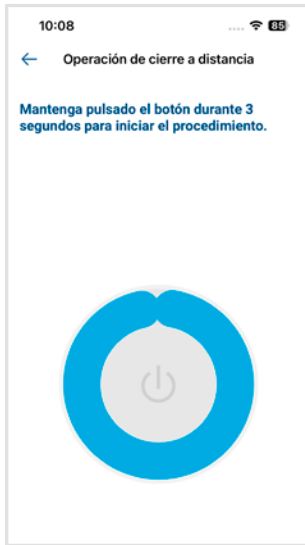 10:08
85
Operación de cierre a distancia
Mantenga pulsado el botón durante 3
segundos para iniciar el procedimiento.